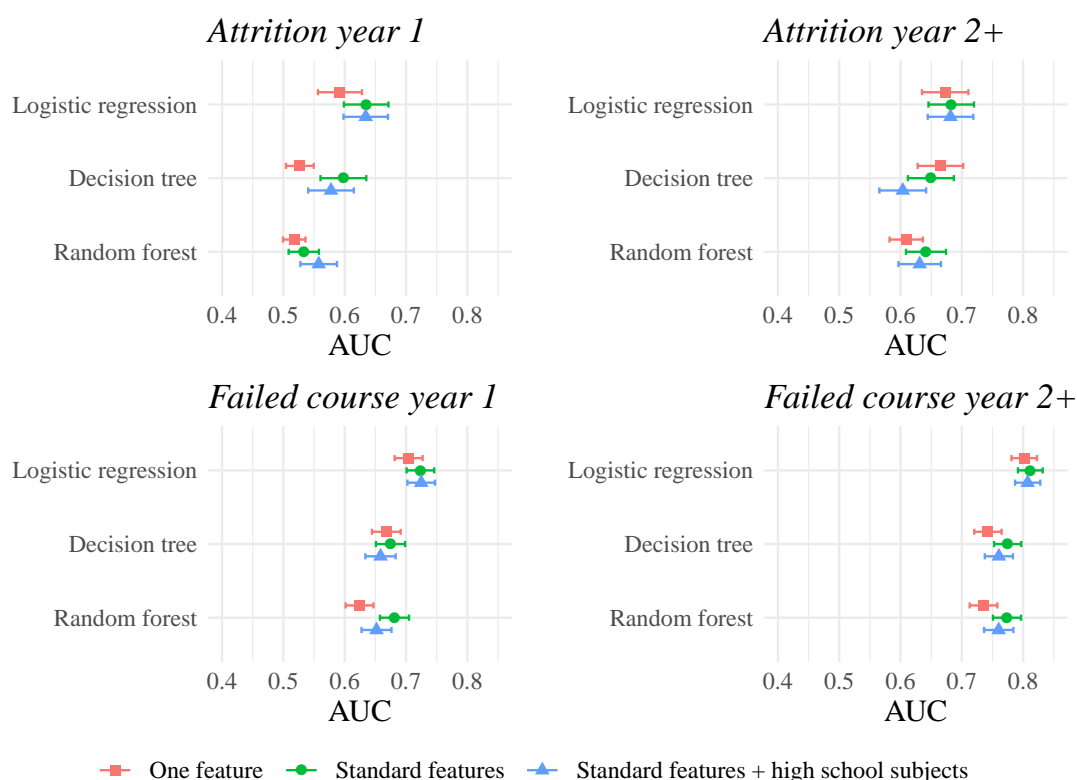 Attrition year 1
Attrition year 2+
Logistic regression
Decision tree
Random forest
0.4 0.5 0.6 0.7 0.8
AUC
Logistic regression
Decision tree
Random forest
0.4 0.5 0.6 0.7 0.8
AUC
Failed course year 1
Failed course year 2+
Logistic regression
Decision tree
Random forest
0.4 0.5 0.6 0.7 0.8
AUC
Logistic regression
Decision tree
Random forest
0.4 0.5 0.6 0.7 0.8
AUC
One feature Standard features Standard features + high school subjects